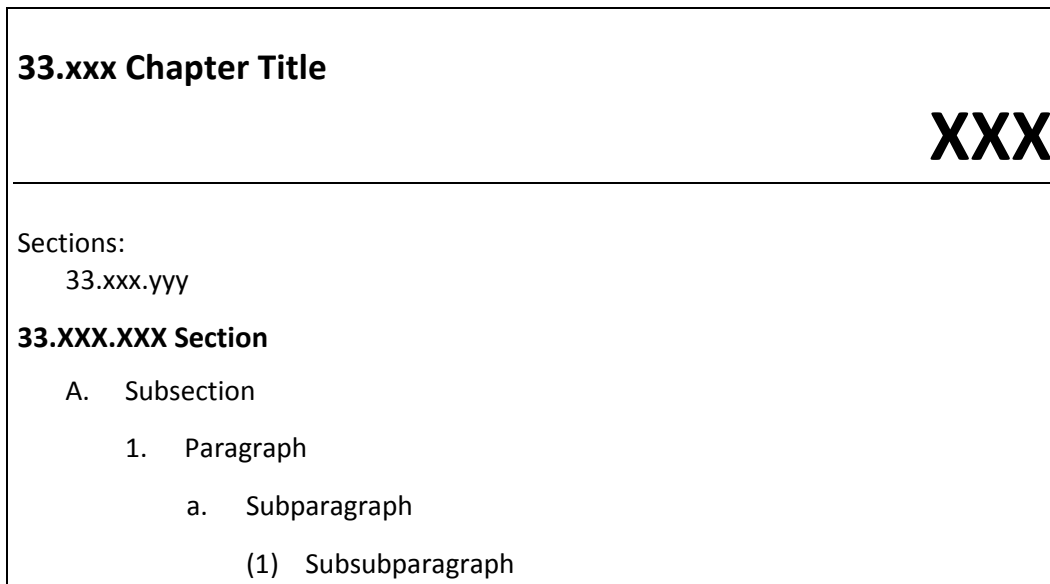 33.xxx Chapter Title
XXX
Sections:
33.xxx.yyy
33.XXX.XXX Section
A. Subsection
1. Paragraph
a. Subparagraph
(1) Subsubparagraph